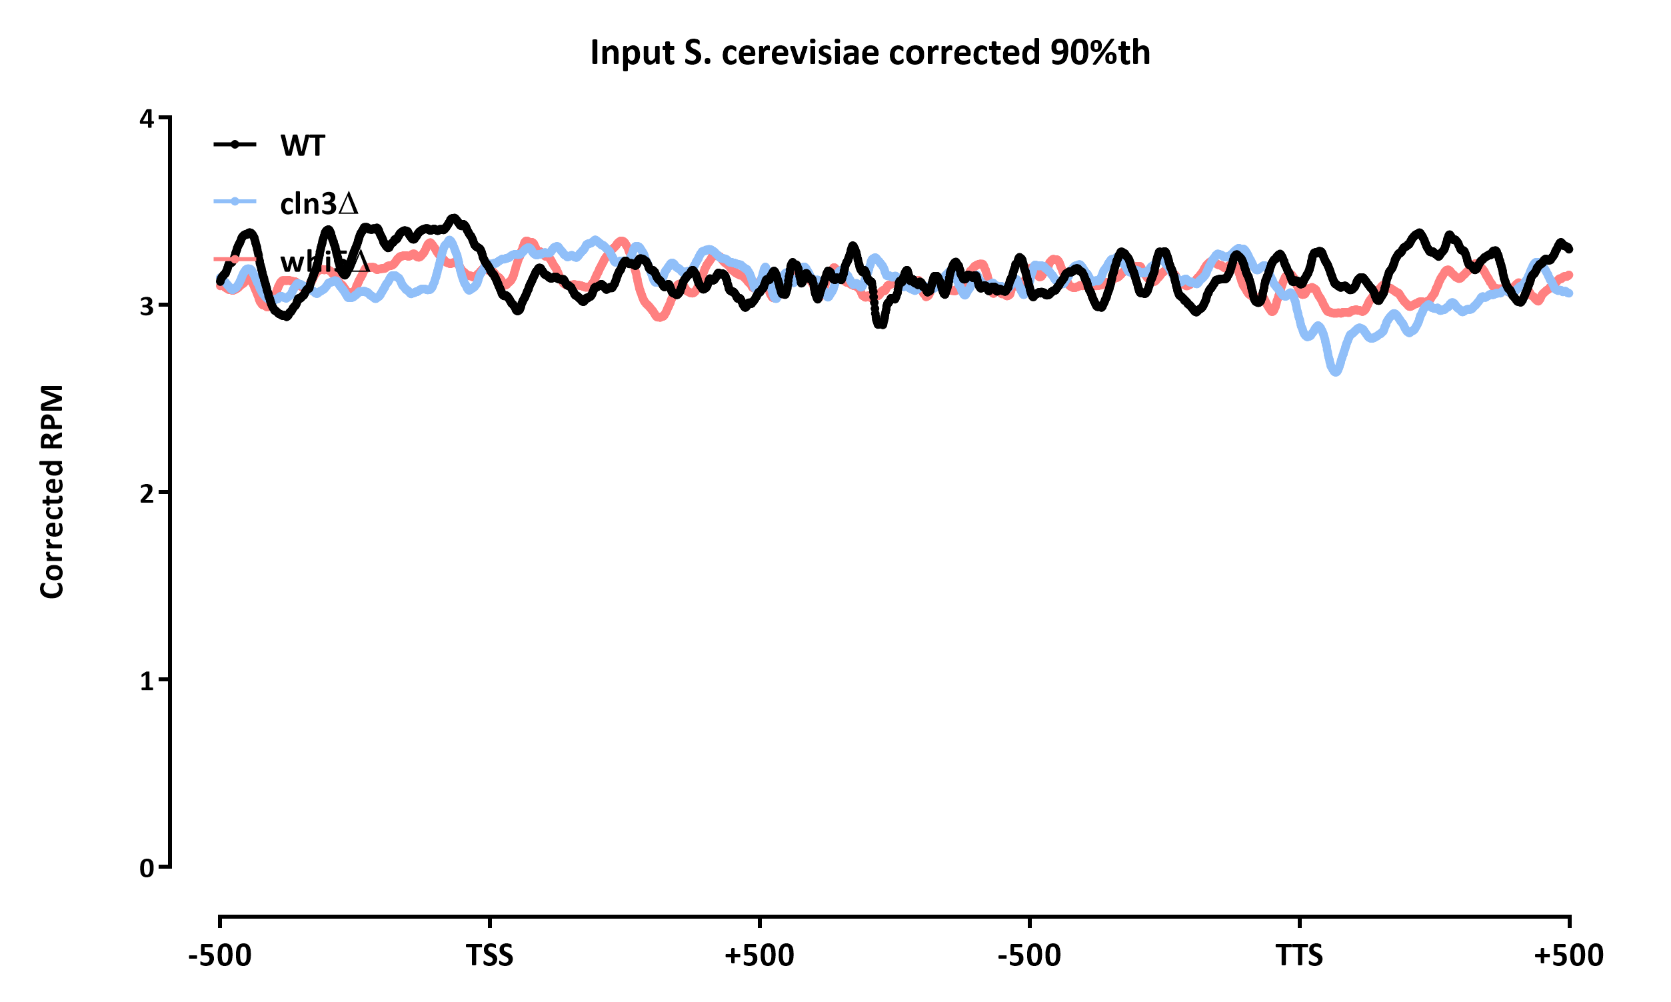 Input S. cerevisiae corrected 90%th
4
WT
cln3Δ
whi5Δ
3
2
1
0
Corrected RPM
-500 TSS +500 -500 TTS +500